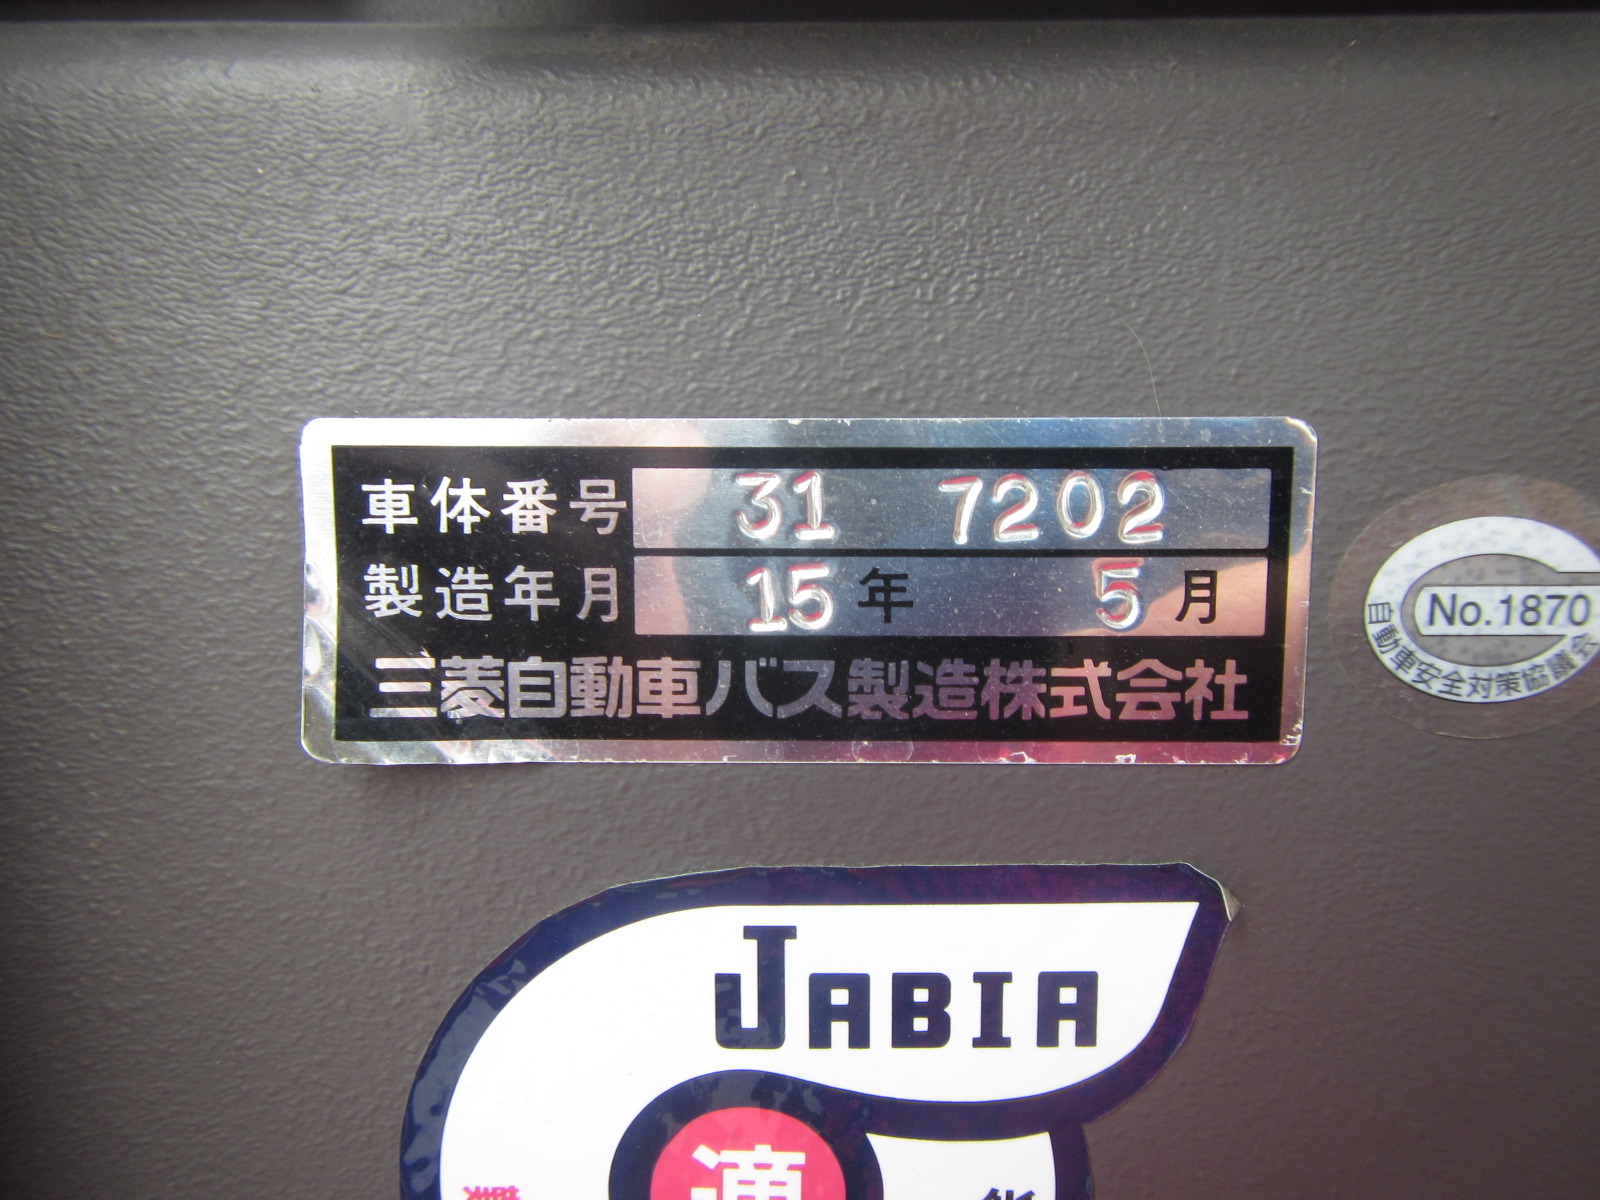 車体番号 31 7202
製造年月 15年 5月
三菱自動車バス製造株式会社
No.1870
自動車安全対策協議会
JABIA
適